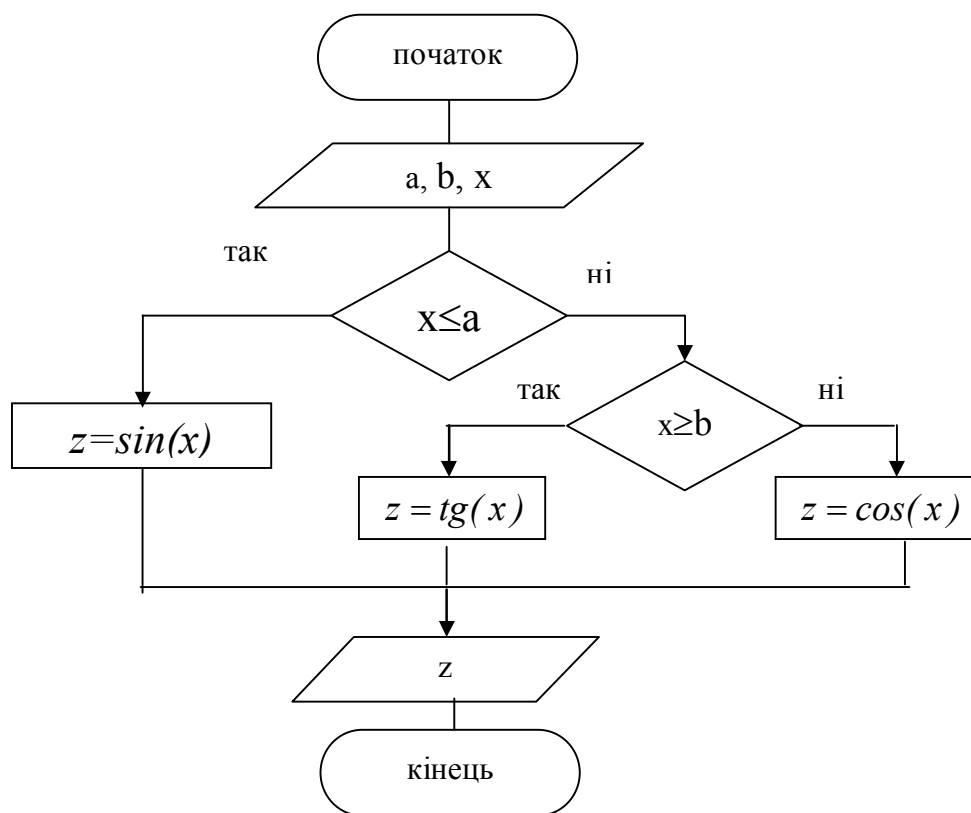 початок
a, b, x
так
ні
x≤a
так
ні
x≥b
z=sin(x)
z = tg( x )
z = cos( x )
z
кінець